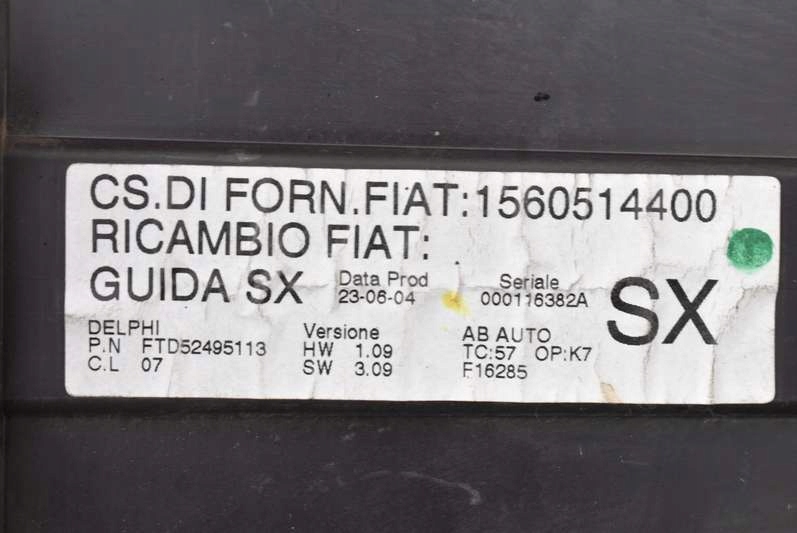 CS.DI FORN.FIAT:1560514400
RICAMBIO FIAT:
GUIDA SX
Data Prod
23-06-04
Seriale
000116382A
SX
DELPHI
P.N FTD52495113
C.L 07
Versione
HW 1.09
SW 3.09
AB AUTO
TC:57 OP:K7
F16285